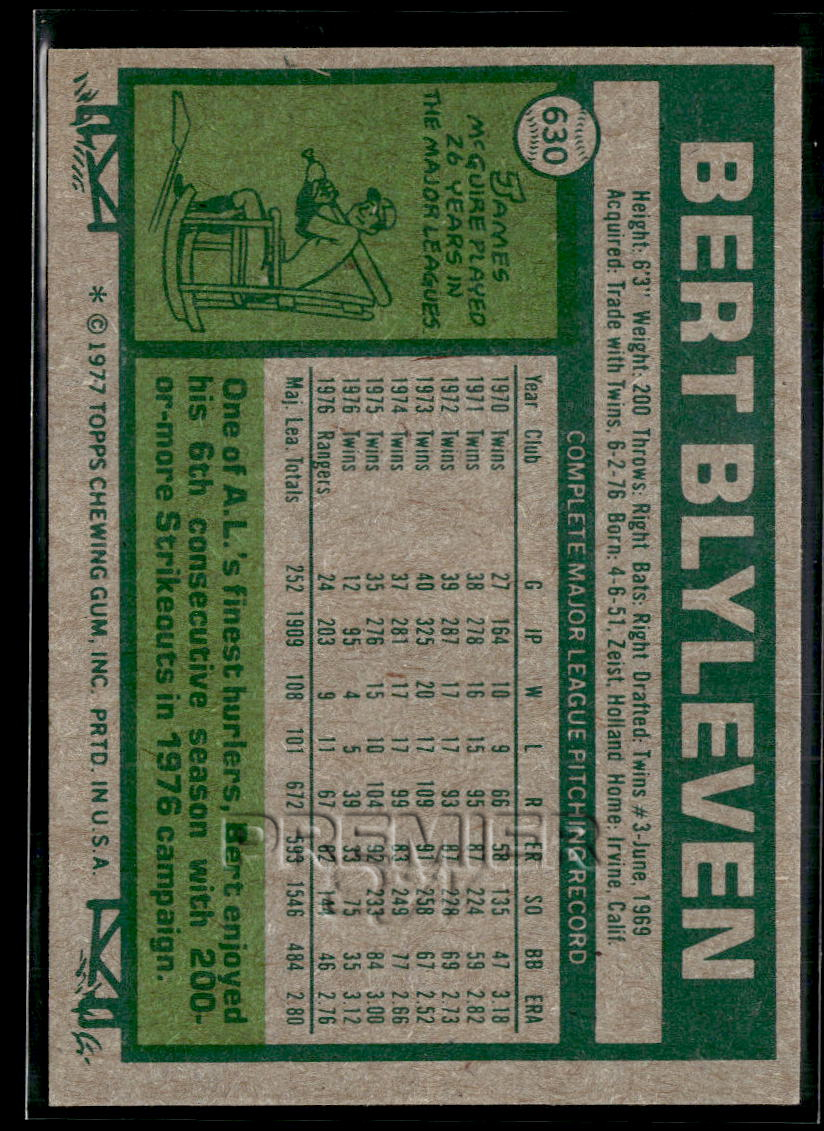 BERT BLYLEVEN
630
Height: 6'3" Weight: 200 Throws: Right Bats: Right Drafted: Twins #3-June, 1969
Acquired: Trade with Twins, 6-2-76 Born: 4-6-51, Zeist, Holland Home: Irvine, Calif.
JAMES
McGUIRE PLAYED
26 YEARS IN
THE MAJOR LEAGUES.
COMPLETE MAJOR LEAGUE PITCHING RECORD
Year Club G IP W L R ER SO BB ERA
1970 Twins 27 164 10 9 66 58 135 47 3.18
1971 Twins 38 278 16 15 95 87 224 59 2.82
1972 Twins 39 287 17 17 93 87 228 69 2.73
1973 Twins 40 325 20 17 109 91 258 67 2.52
1974 Twins 37 281 17 17 99 83 249 77 2.66
1975 Twins 35 276 15 10 104 92 233 84 3.00
1976 Twins 12 95 4 5 39 33 75 35 3.12
1976 Rangers 24 203 9 11 67 62 144 46 2.76
Maj. Lea. Totals 252 1909 108 101 672 593 1546 484 2.80
One of A.L.'s finest hurlers, Bert enjoyed
his 6th consecutive season with 200-
or-more Strikeouts in 1976 campaign.
* © 1977 TOPPS CHEWING GUM, INC. PRTD. IN U.S.A.
PREMIER